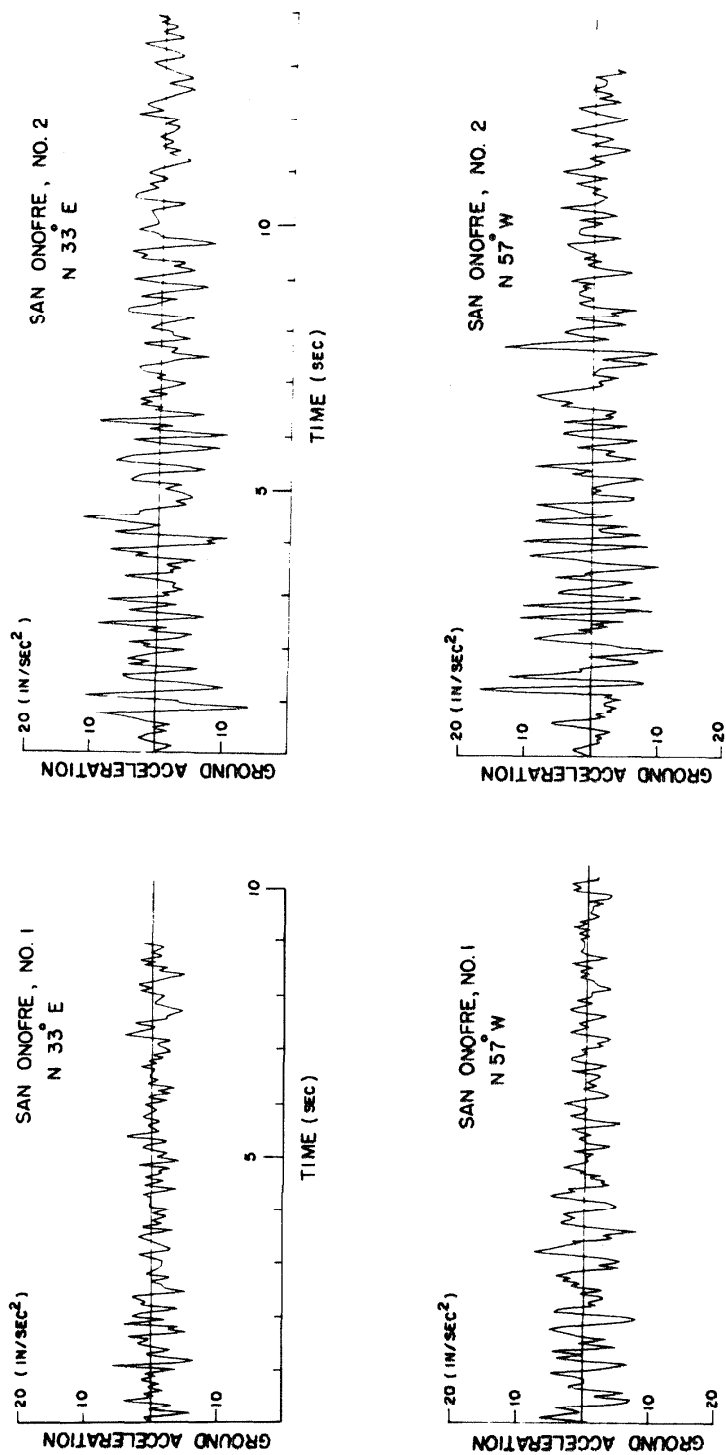 SAN ONOFRE, NO. 1
N 33° E
20 (IN/SEC²)
10
10
GROUND ACCELERATION
5
10
TIME (SEC)
SAN ONOFRE, NO. 1
N 57° W
20 (IN/SEC²)
10
10
20
GROUND ACCELERATION
SAN ONOFRE, NO. 2
N 33° E
20 (IN/SEC²)
10
10
GROUND ACCELERATION
5
10
TIME (SEC)
SAN ONOFRE, NO. 2
N 57° W
20 (IN/SEC²)
10
10
20
GROUND ACCELERATION